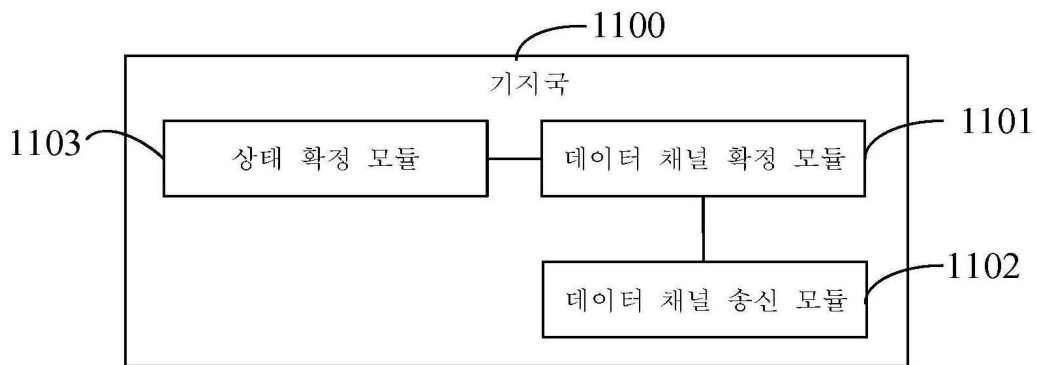 1100
기지국
1103
상태 확정 모듈
데이터 채널 확정 모듈
1101
데이터 채널 송신 모듈
1102